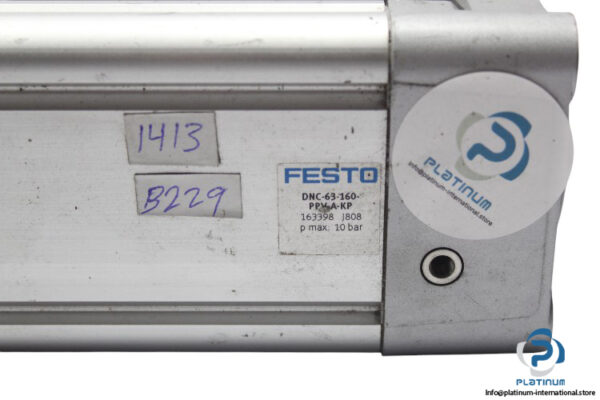 1413
B229
FESTO
DNC-63-160-
PPV-A-KP
163398 J808
p max: 10 bar
PLATINUM
info@platinum-international.store
PLATINUM
Info@platinum-international.store